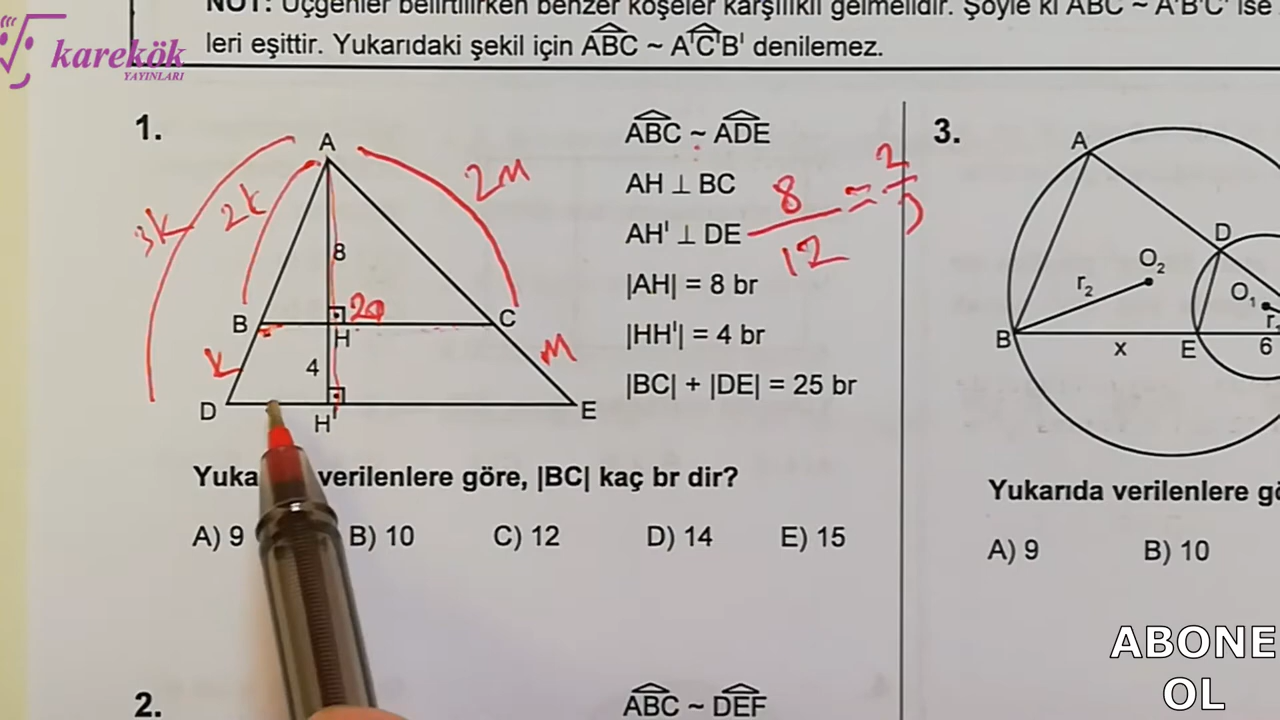 NOT: Üçgenler belirtilirken benzer köşeler karşılıklı gelmelidir. Şöyle ki ABC ~ A'B'C' ise
leri eşittir. Yukarıdaki şekil için ABC ~ A'C'B' denilemez.
karekök
YAYINLARI
1.
A
8
B
H
C
4
D
H'
E
3k
2k
k
2M
M
2a
ABC ~ ADE
AH ⊥ BC
AH' ⊥ DE
8/12 = 2/3
|AH| = 8 br
|HH'| = 4 br
|BC| + |DE| = 25 br
verilenlere göre, |BC| kaç br dir?
A) 9 B) 10 C) 12 D) 14 E) 15
2.
ABC ~ DEF
3.
A
D
O₂
r₂
O₁
B
x
E
6
Yukarıda verilenlere
A) 9 B) 10
ABONE
OL